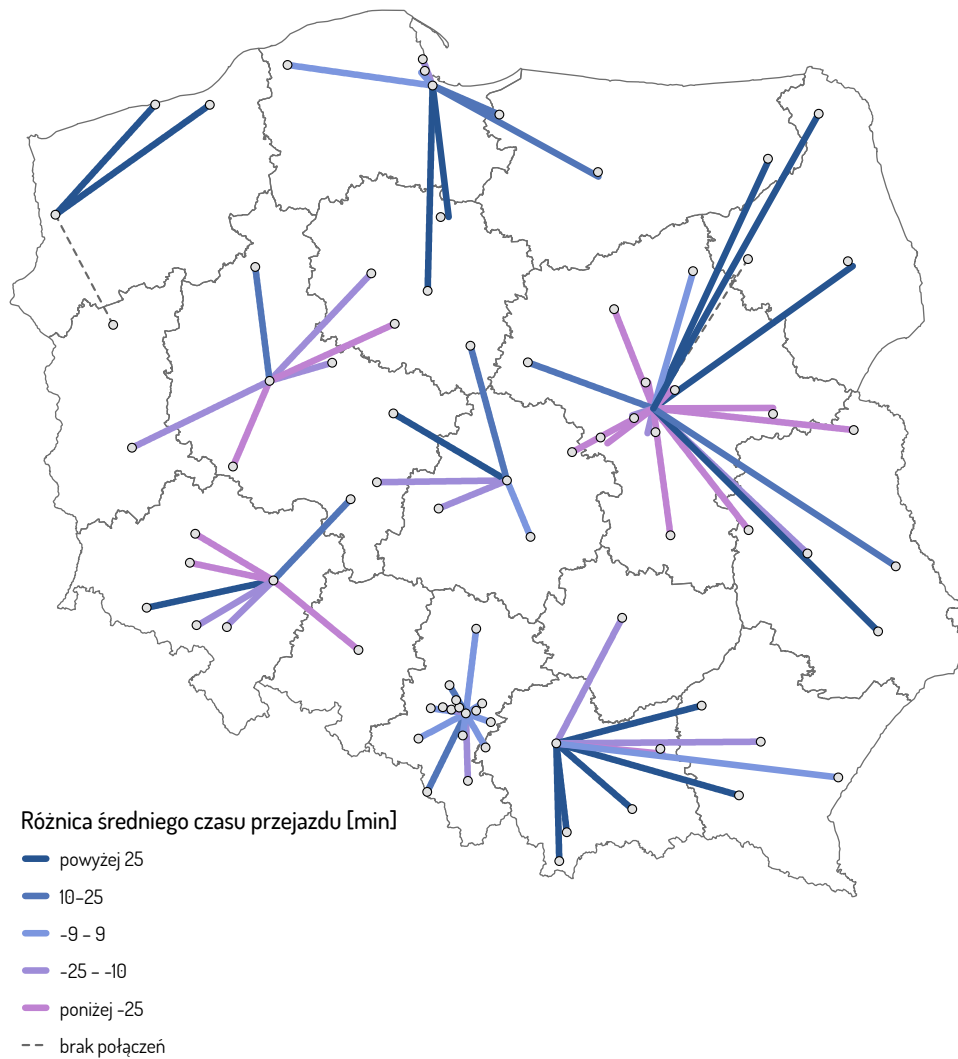 Różnica średniego czasu przejazdu [min]
powyżej 25
10–25
-9 – 9
-25 – -10
poniżej -25
brak połączeń